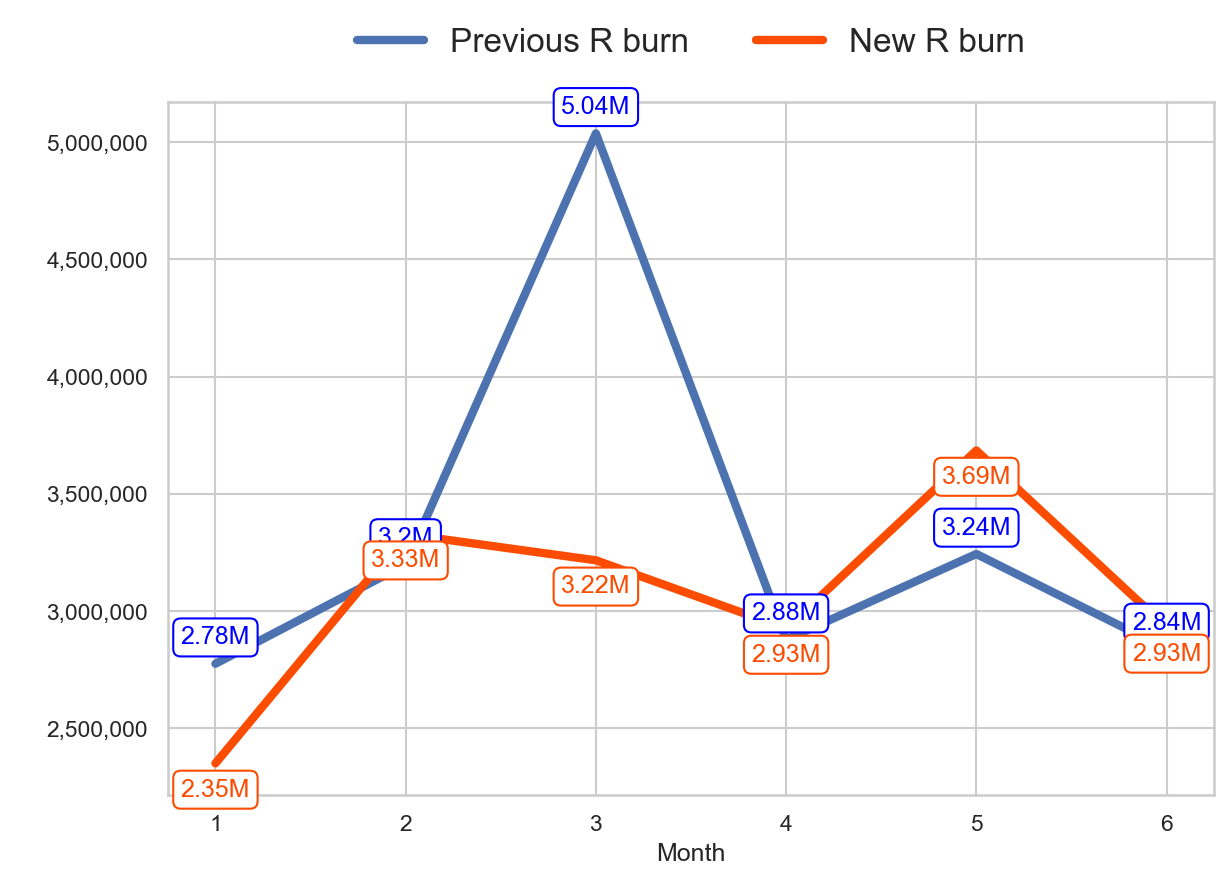 Previous R burn New R burn
5.04M
5,000,000
4,500,000
4,000,000
3,500,000
3.69M
3.24M
3.2M
3.33M
3.22M
3,000,000
2.88M
2.84M
2.78M
2.93M
2.93M
2,500,000
2.35M
1 2 3 4 5 6
Month